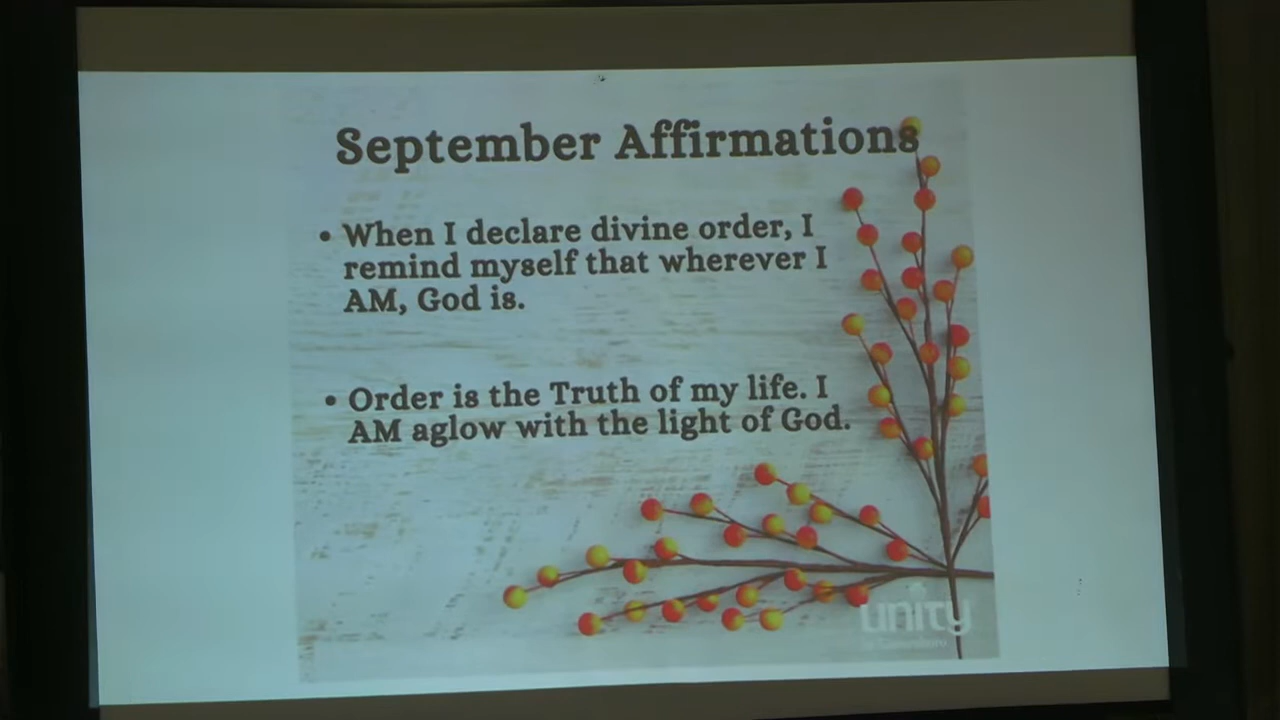 September Affirmations
• When I declare divine order, I
remind myself that wherever I
AM, God is.
• Order is the Truth of my life. I
AM aglow with the light of God.
unity